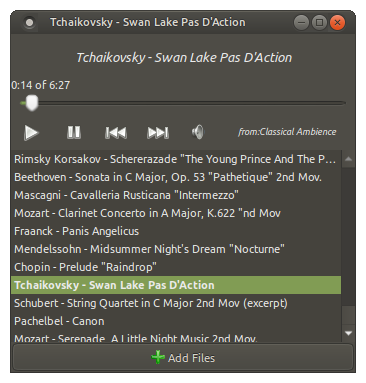 Tchaikovsky - Swan Lake Pas D'Action
Tchaikovsky - Swan Lake Pas D'Action
0:14 of 6:27
from:Classical Ambience
Rimsky Korsakov - Schererazade "The Young Prince And The P...
Beethoven - Sonata in C Major, Op. 53 "Pathetique" 2nd Mov.
Mascagni - Cavalleria Rusticana "Intermezzo"
Mozart - Clarinet Concerto in A Major, K.622 "nd Mov
Fraanck - Panis Angelicus
Mendelssohn - Midsummer Night's Dream "Nocturne"
Chopin - Prelude "Raindrop"
Tchaikovsky - Swan Lake Pas D'Action
Schubert - String Quartet in C Major 2nd Mov (excerpt)
Pachelbel - Canon
Mozart - Serenade, A Little Night Music 2nd Mov.
Add Files